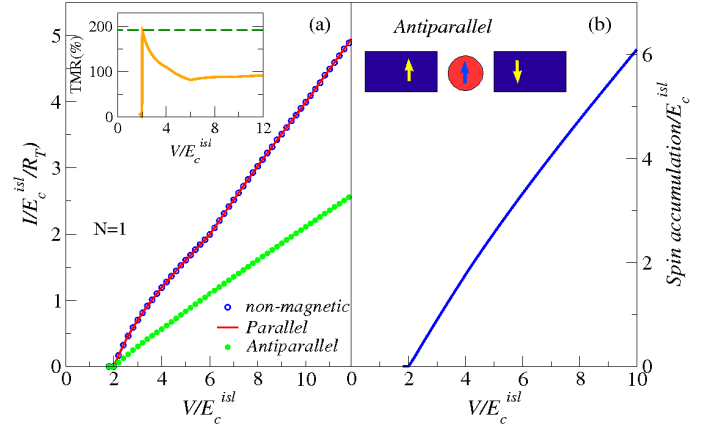 (a)
200
100
0
TMR(%)
0 4 8 12
V/E_c^isl
5
4
3
2
1
0
I/E_c^isl/R_T)
N=1
non-magnetic
Parallel
Antiparallel
0 2 4 6 8 10
V/E_c^isl
(b)
Antiparallel
6
4
2
0
Spin accumulation/E_c^isl
0 2 4 6 8 10
V/E_c^isl